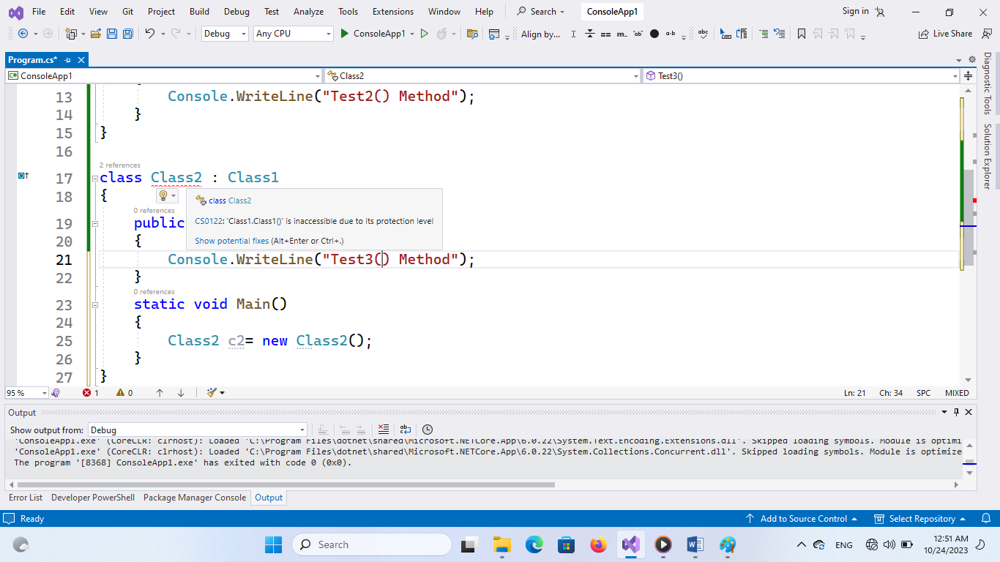 File Edit View Git Project Build Debug Test Analyze Tools Extensions Window Help Search ConsoleApp1 Sign in
Debug Any CPU ConsoleApp1 Align by... Live Share
Program.cs*
C# ConsoleApp1 Class2 Test3()
13 Console.WriteLine("Test2() Method");
14 }
15 }
16
2 references
17 class Class2 : Class1
18 {
class Class2
0 references
19 public
CS0122: 'Class1.Class1()' is inaccessible due to its protection level
20 {
Show potential fixes (Alt+Enter or Ctrl+.)
21 Console.WriteLine("Test3() Method");
22 }
0 references
23 static void Main()
24 {
25 Class2 c2= new Class2();
26 }
27 }
95 % 1 0 Ln: 21 Ch: 34 SPC MIXED
Output
Show output from: Debug
'ConsoleApp1.exe' (CoreCLR: clrhost): Loaded 'C:\Program Files\dotnet\shared\Microsoft.NETCore.App\6.0.22\System.Text.Encoding.Extensions.dll'. Skipped loading symbols. Module is optimi
'ConsoleApp1.exe' (CoreCLR: clrhost): Loaded 'C:\Program Files\dotnet\shared\Microsoft.NETCore.App\6.0.22\System.Collections.Concurrent.dll'. Skipped loading symbols. Module is optimize
The program '[8368] ConsoleApp1.exe' has exited with code 0 (0x0).
Error List Developer PowerShell Package Manager Console Output
Ready Add to Source Control Select Repository
Search ENG 12:51 AM
10/24/2023
Diagnostic Tools
Solution Explorer